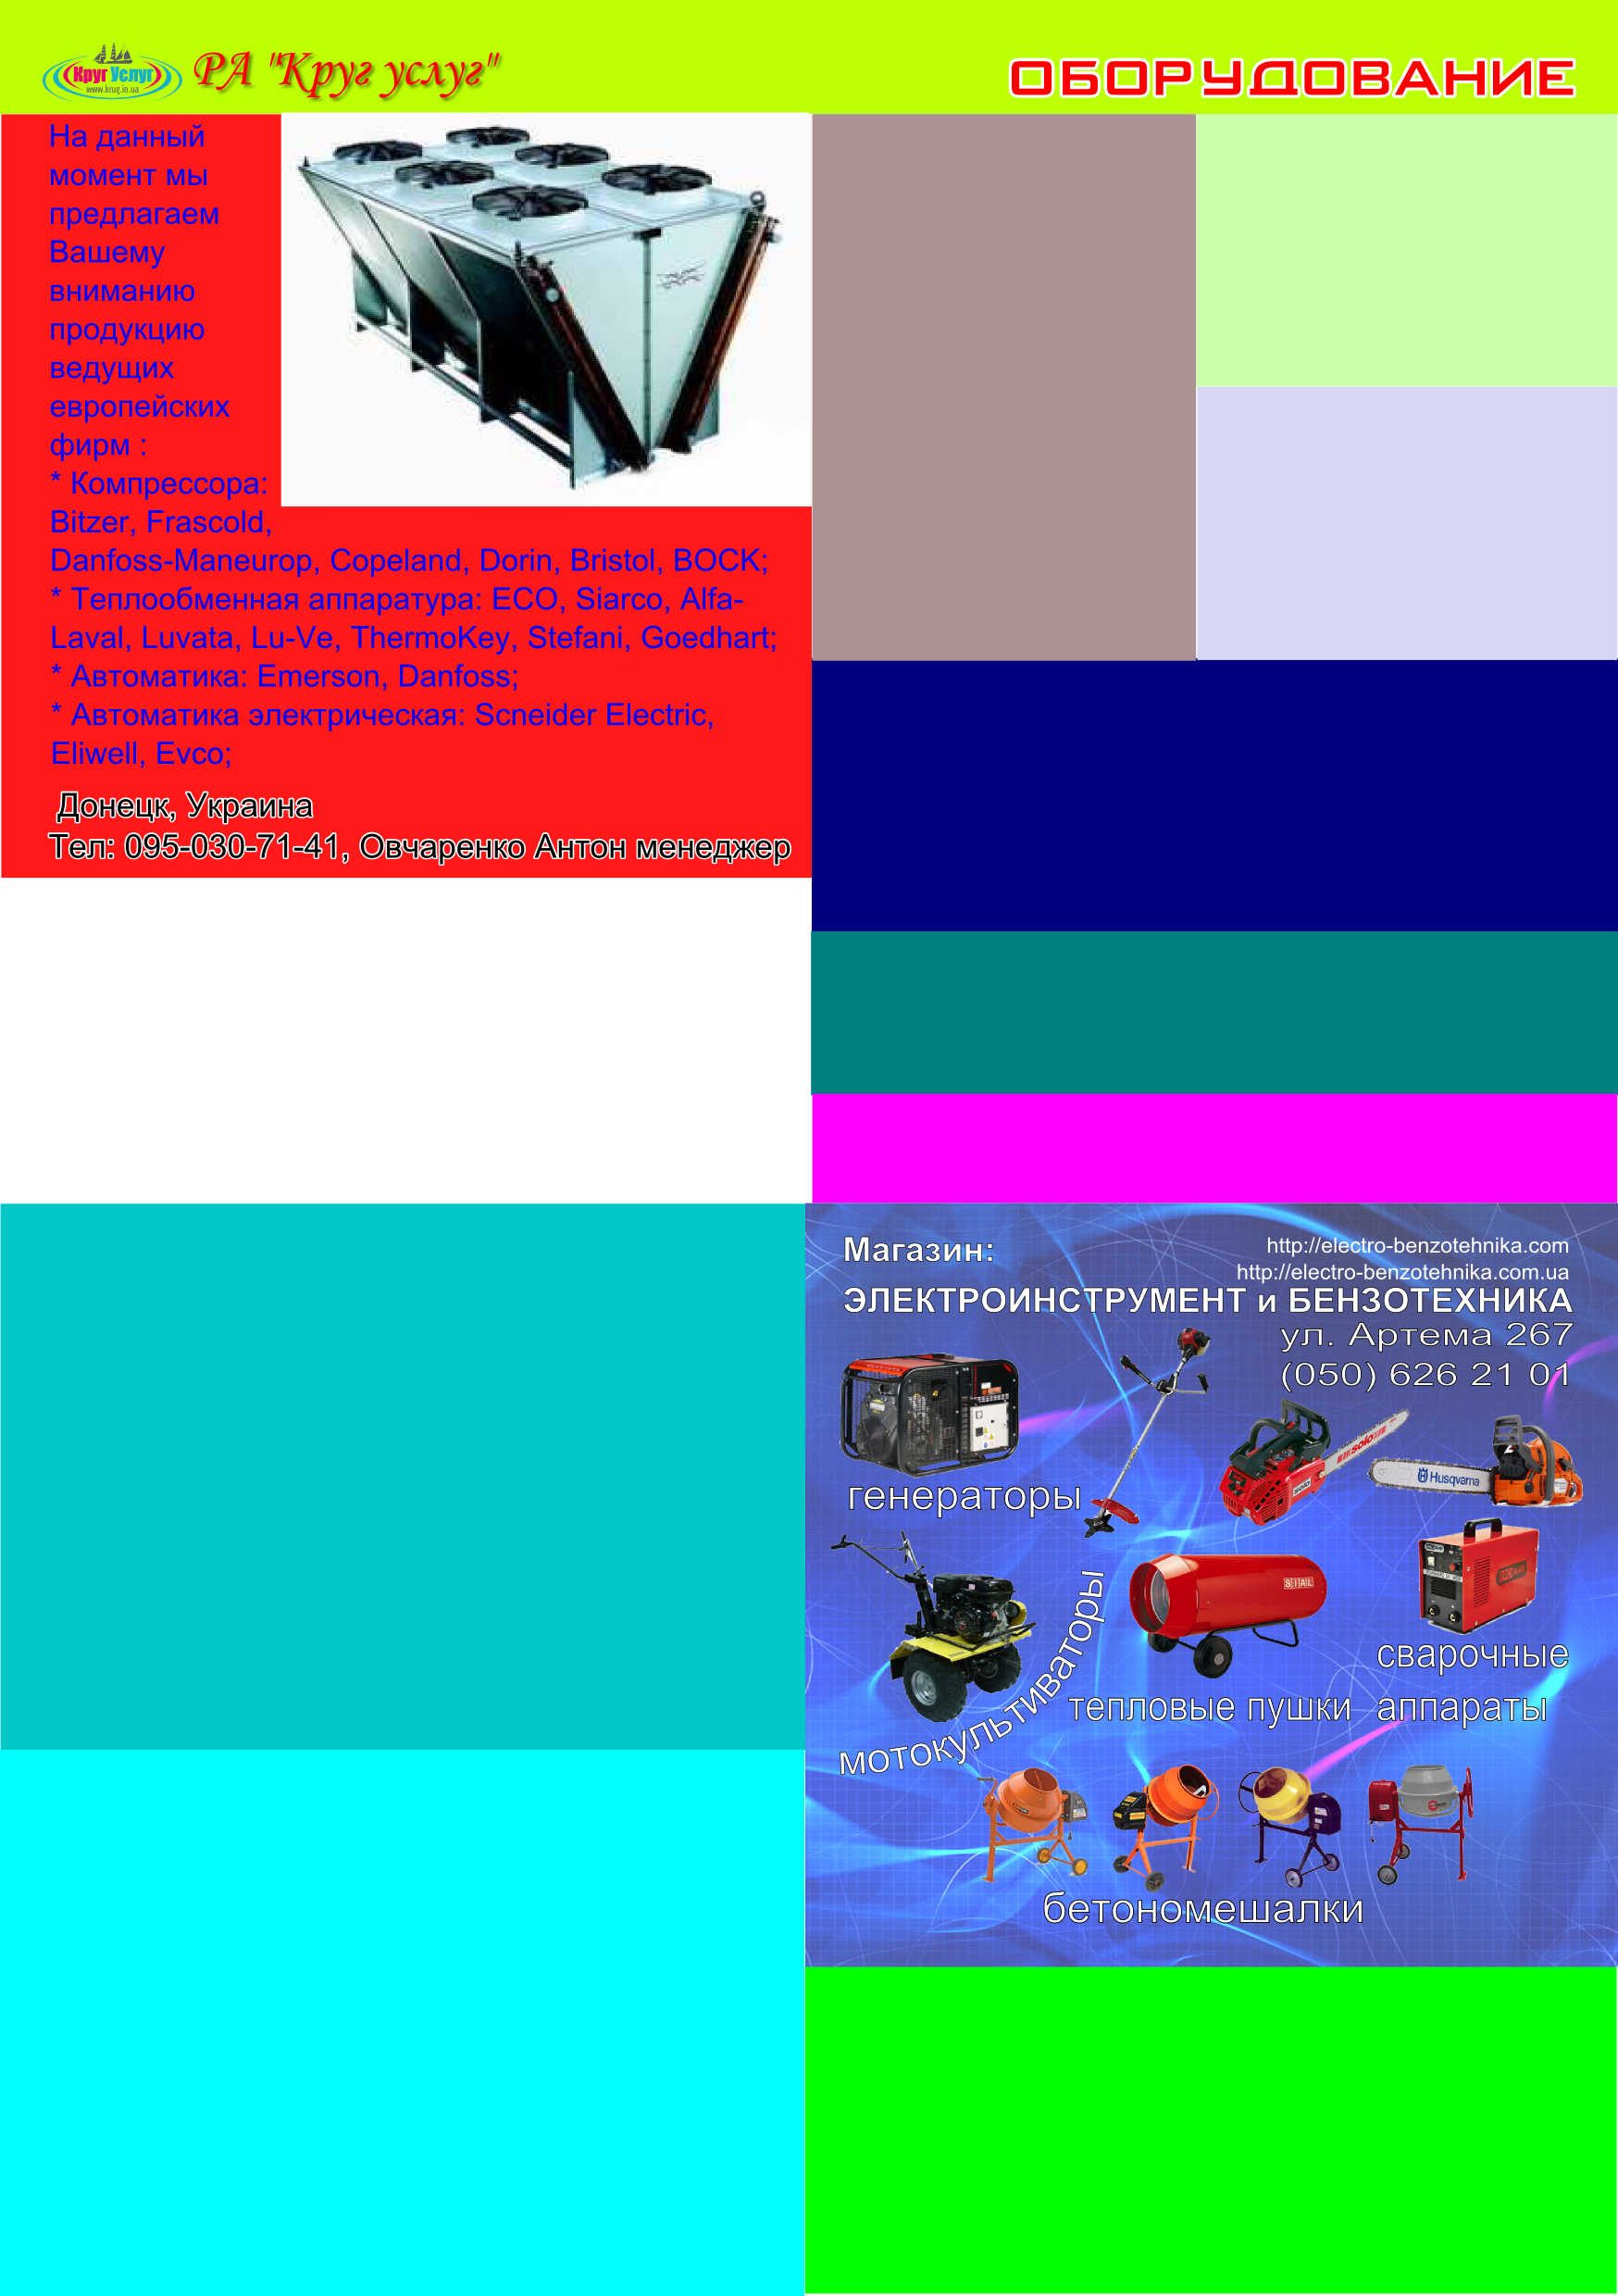 Круг Услуг
www.krug.in.ua
РА "Круг услуг"
ОБОРУДОВАНИЕ
На данный
момент мы
предлагаем
Вашему
вниманию
продукцию
ведущих
европейских
фирм :
* Компрессора:
Bitzer, Frascold,
Danfoss-Maneurop, Copeland, Dorin, Bristol, BOCK;
* Теплообменная аппаратура: ECO, Siarco, Alfa-
Laval, Luvata, Lu-Ve, ThermoKey, Stefani, Goedhart;
* Автоматика: Emerson, Danfoss;
* Автоматика электрическая: Scneider Electric,
Eliwell, Evco;
Донецк, Украина
Тел: 095-030-71-41, Овчаренко Антон менеджер
Магазин:
http://electro-benzotehnika.com
http://electro-benzotehnika.com.ua
ЭЛЕКТРОИНСТРУМЕНТ и БЕНЗОТЕХНИКА
ул. Артема 267
(050) 626 21 01
solo
Husqvarna
генераторы
SIAL
мотокультиваторы
тепловые пушки
сварочные
аппараты
бетономешалки